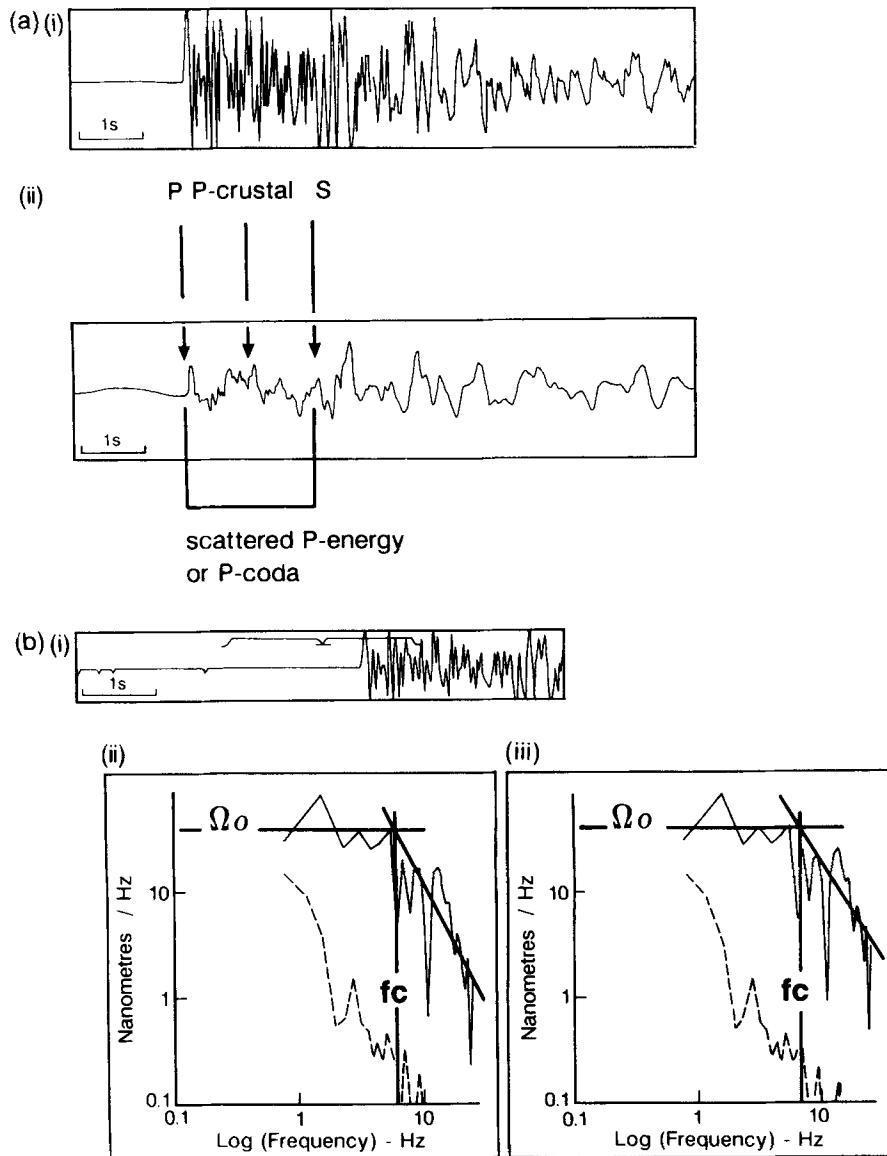 (a) (i)
1s
(ii)
P P-crustal S
1s
scattered P-energy
or P-coda
(b) (i)
1s
(ii)
Ωo
10
1
0.1
Nanometres / Hz
fc
0.1 1 10
Log (Frequency) - Hz
(iii)
Ωo
10
1
0.1
Nanometres / Hz
fc
0.1 1 10
Log (Frequency) - Hz